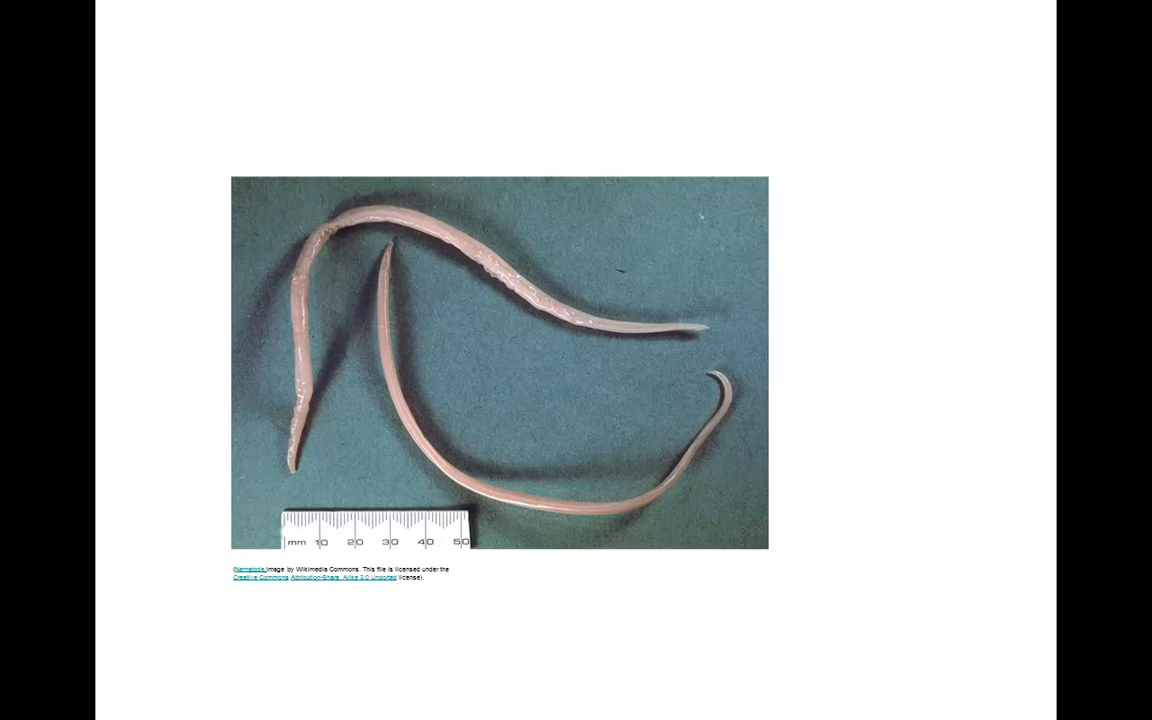 mm 10 20 30 40 50
(Nematode image by Wikimedia Commons. This file is licensed under the
Creative Commons Attribution-Share Alike 3.0 Unported license).